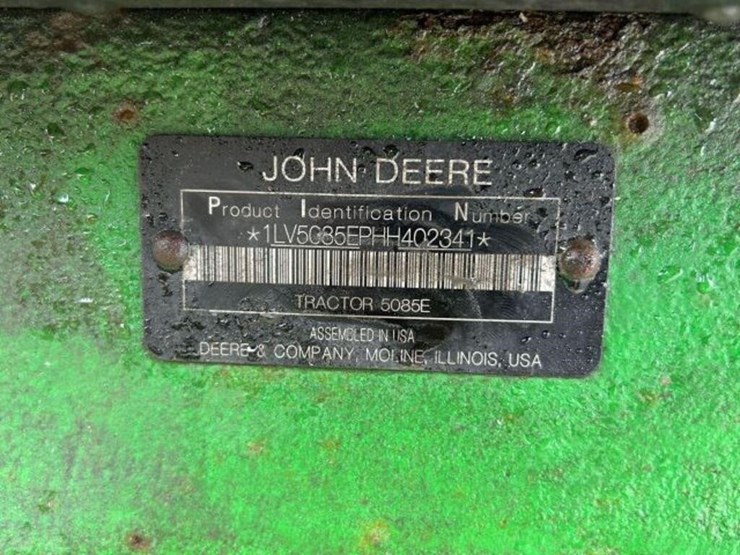 JOHN DEERE
Product Identification Number
*1LV5085EPHH402341*
TRACTOR 5085E
ASSEMBLED IN USA
DEERE & COMPANY, MOLINE, ILLINOIS, USA